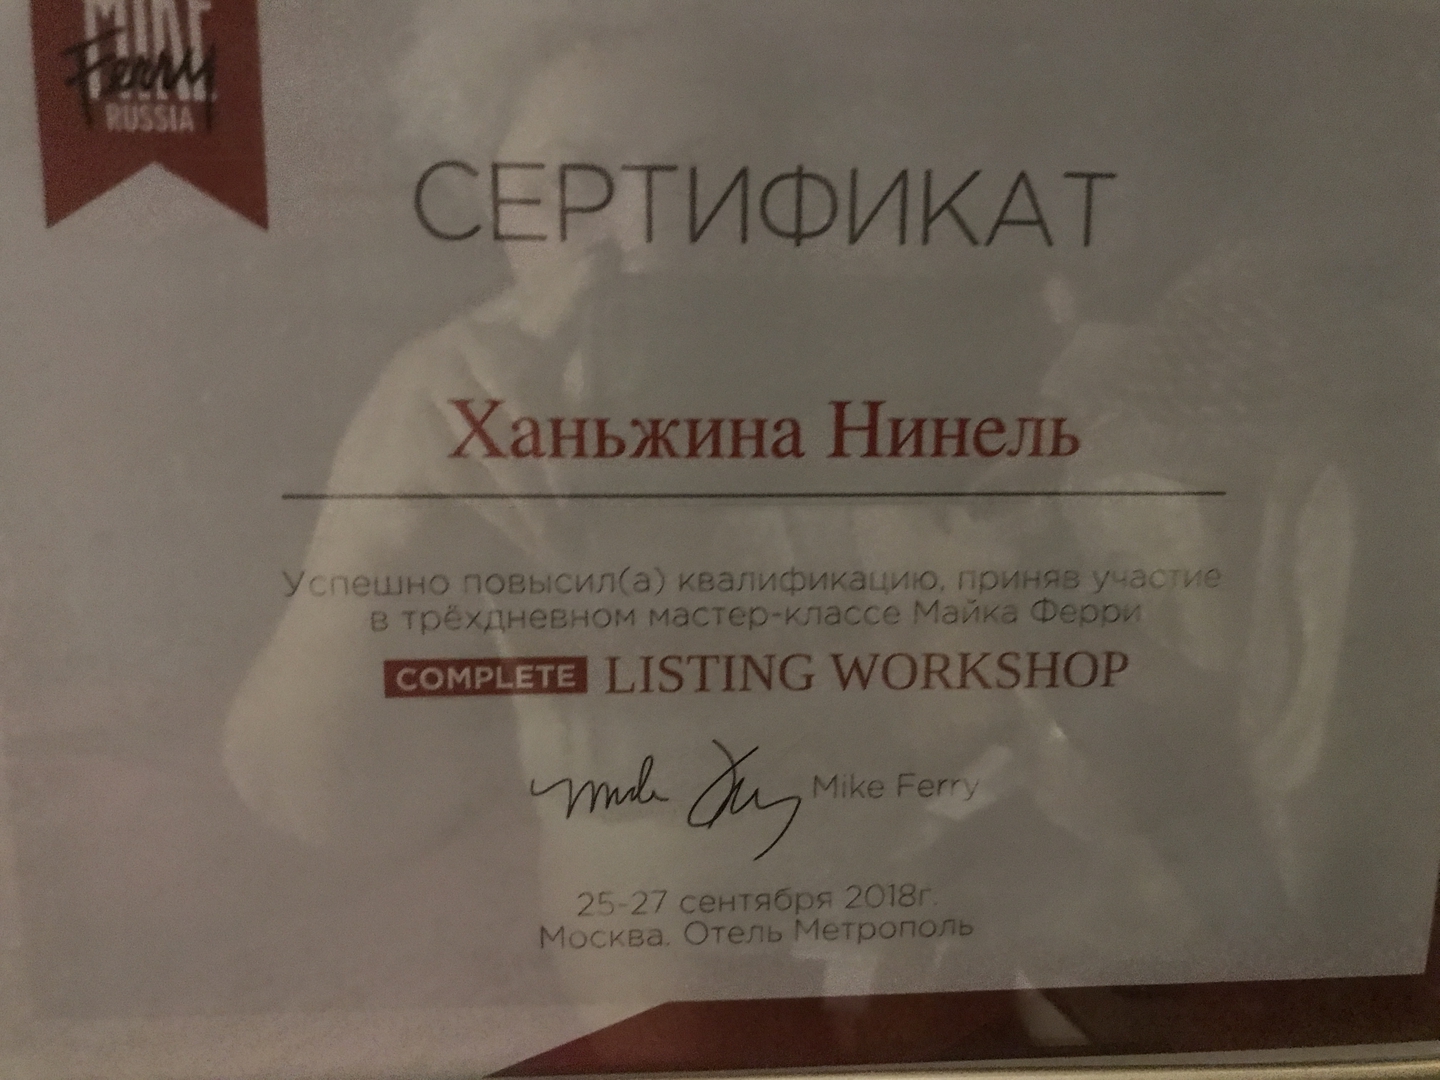 MIKE
Ferry
RUSSIA
СЕРТИФИКАТ
Ханьжина Нинель
Успешно повысил(а) квалификацию, приняв участие
в трёхдневном мастер-классе Майка Ферри
COMPLETE LISTING WORKSHOP
Mike Ferry
25-27 сентября 2018г.
Москва. Отель Метрополь